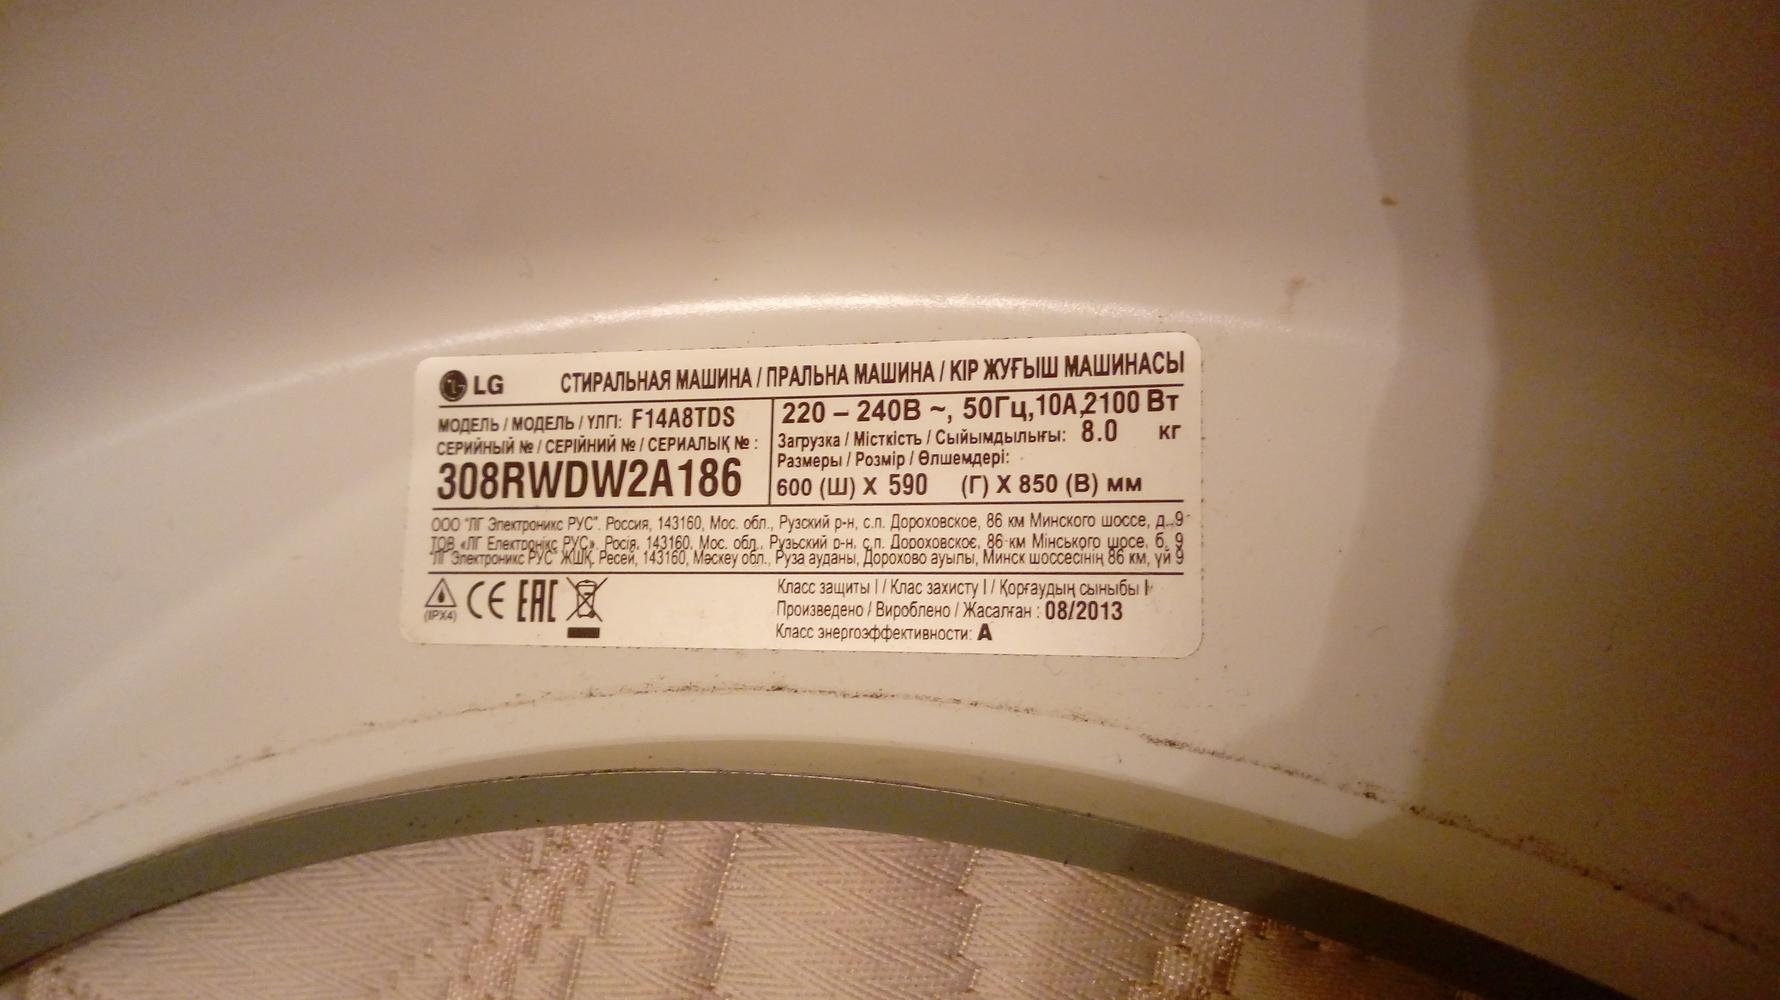 LG СТИРАЛЬНАЯ МАШИНА / ПРАЛЬНА МАШИНА / КІР ЖУҒЫШ МАШИНАСЫ
МОДЕЛЬ / МОДЕЛЬ / ҮЛГІ: F14A8TDS
СЕРИЙНЫЙ № / СЕРІЙНИЙ № / СЕРИАЛЫҚ № :
308RWDW2A186
220 – 240В ~, 50Гц,10А,2100 Вт
Загрузка / Місткість / Сыйымдылығы: 8.0 кг
Размеры / Розмір / Өлшемдері:
600 (Ш) X 590 (Г) X 850 (В) мм
ООО "ЛГ Электроникс РУС". Россия, 143160, Мос. обл., Рузский р-н, с.п. Дороховское, 86 км Минского шоссе, д. 9
ТОВ «ЛГ Електронікс РУС». Росія, 143160, Мос. обл., Рузьский р-н, с.п. Дороховскоє, 86 км Мінського шосе, б. 9
"ЛГ Электроникс РУС" ЖШҚ. Ресей, 143160, Мәскеу обл., Руза ауданы, Дорохово ауылы, Минск шоссесінің 86 км, үй 9
(IPX4) CE EAC
Класс защиты I / Клас захисту I / Қорғаудың сыныбы I
Произведено / Вироблено / Жасалған : 08/2013
Класс энергоэффективности: A